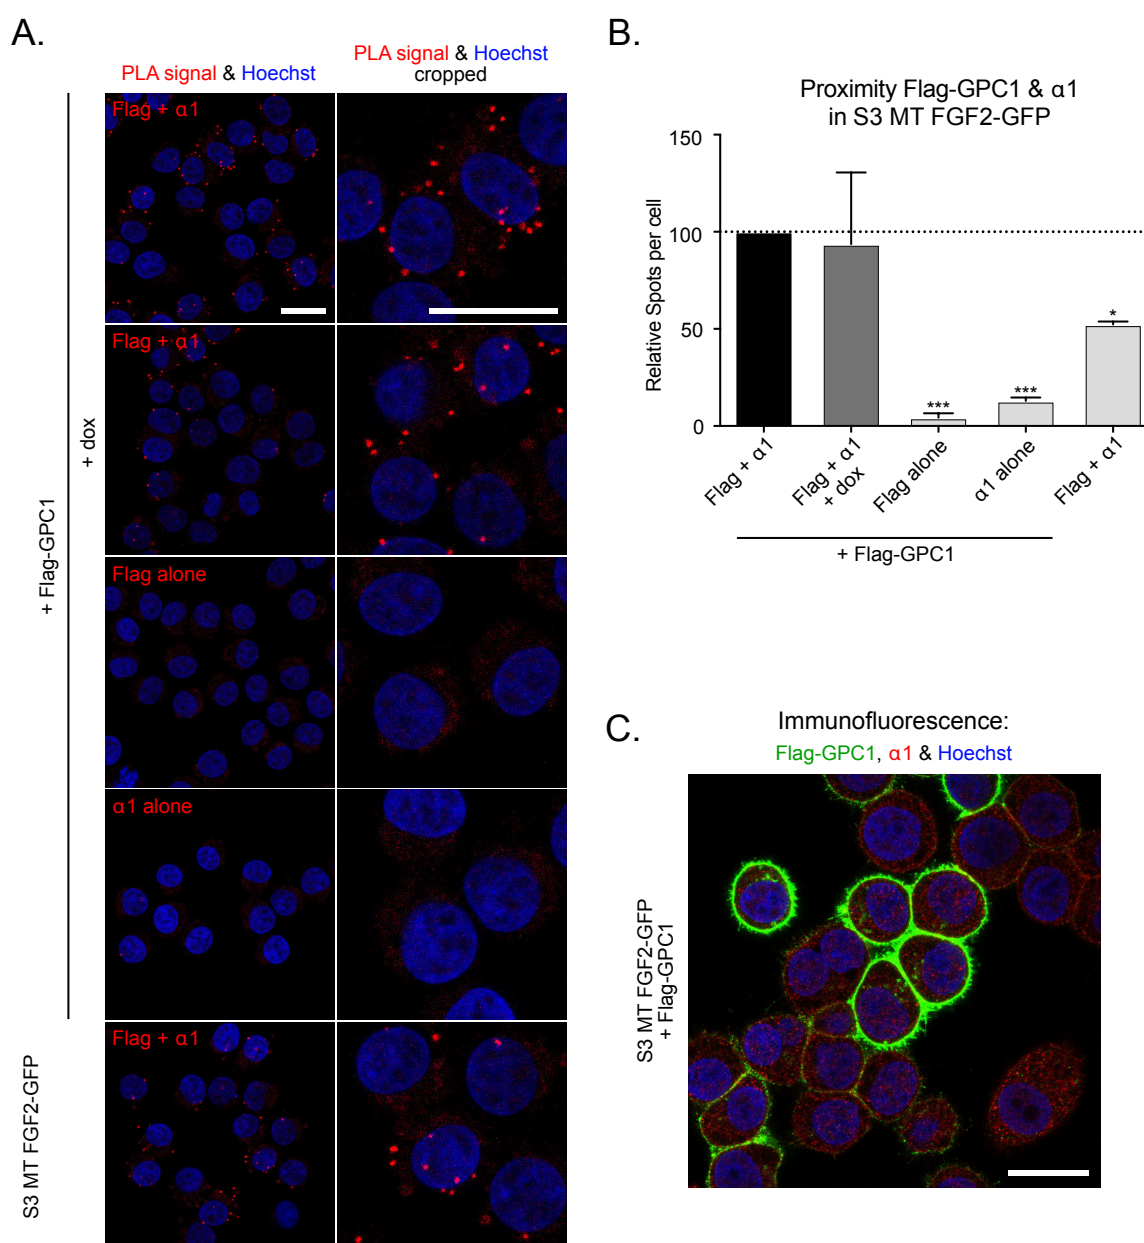 A.
PLA signal & Hoechst
PLA signal & Hoechst
cropped
+ Flag-GPC1
+ dox
S3 MT FGF2-GFP
Flag + α1
Flag + α1
Flag alone
α1 alone
Flag + α1
B.
Proximity Flag-GPC1 & α1
in S3 MT FGF2-GFP
Relative Spots per cell
150
100
50
0
***
***
*
Flag + α1
Flag + α1
+ dox
Flag alone
α1 alone
Flag + α1
+ Flag-GPC1
C.
Immunofluorescence:
Flag-GPC1, α1 & Hoechst
S3 MT FGF2-GFP
+ Flag-GPC1